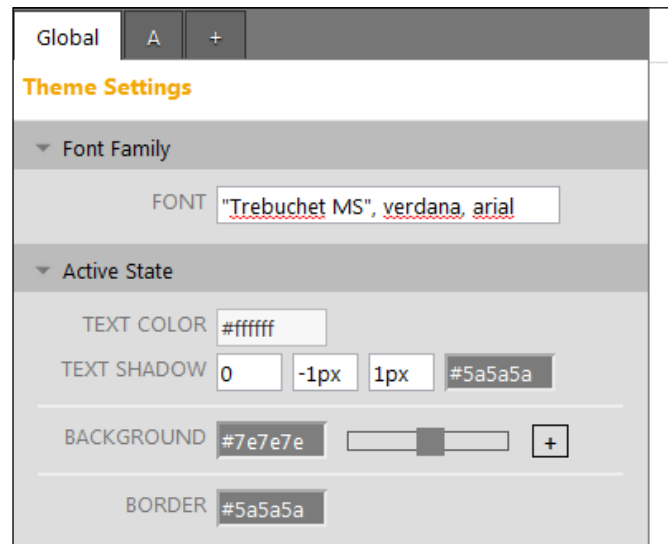 Global A +
Theme Settings
Font Family
FONT "Trebuchet MS", verdana, arial
Active State
TEXT COLOR #ffffff
TEXT SHADOW 0 -1px 1px #5a5a5a
BACKGROUND #7e7e7e +
BORDER #5a5a5a